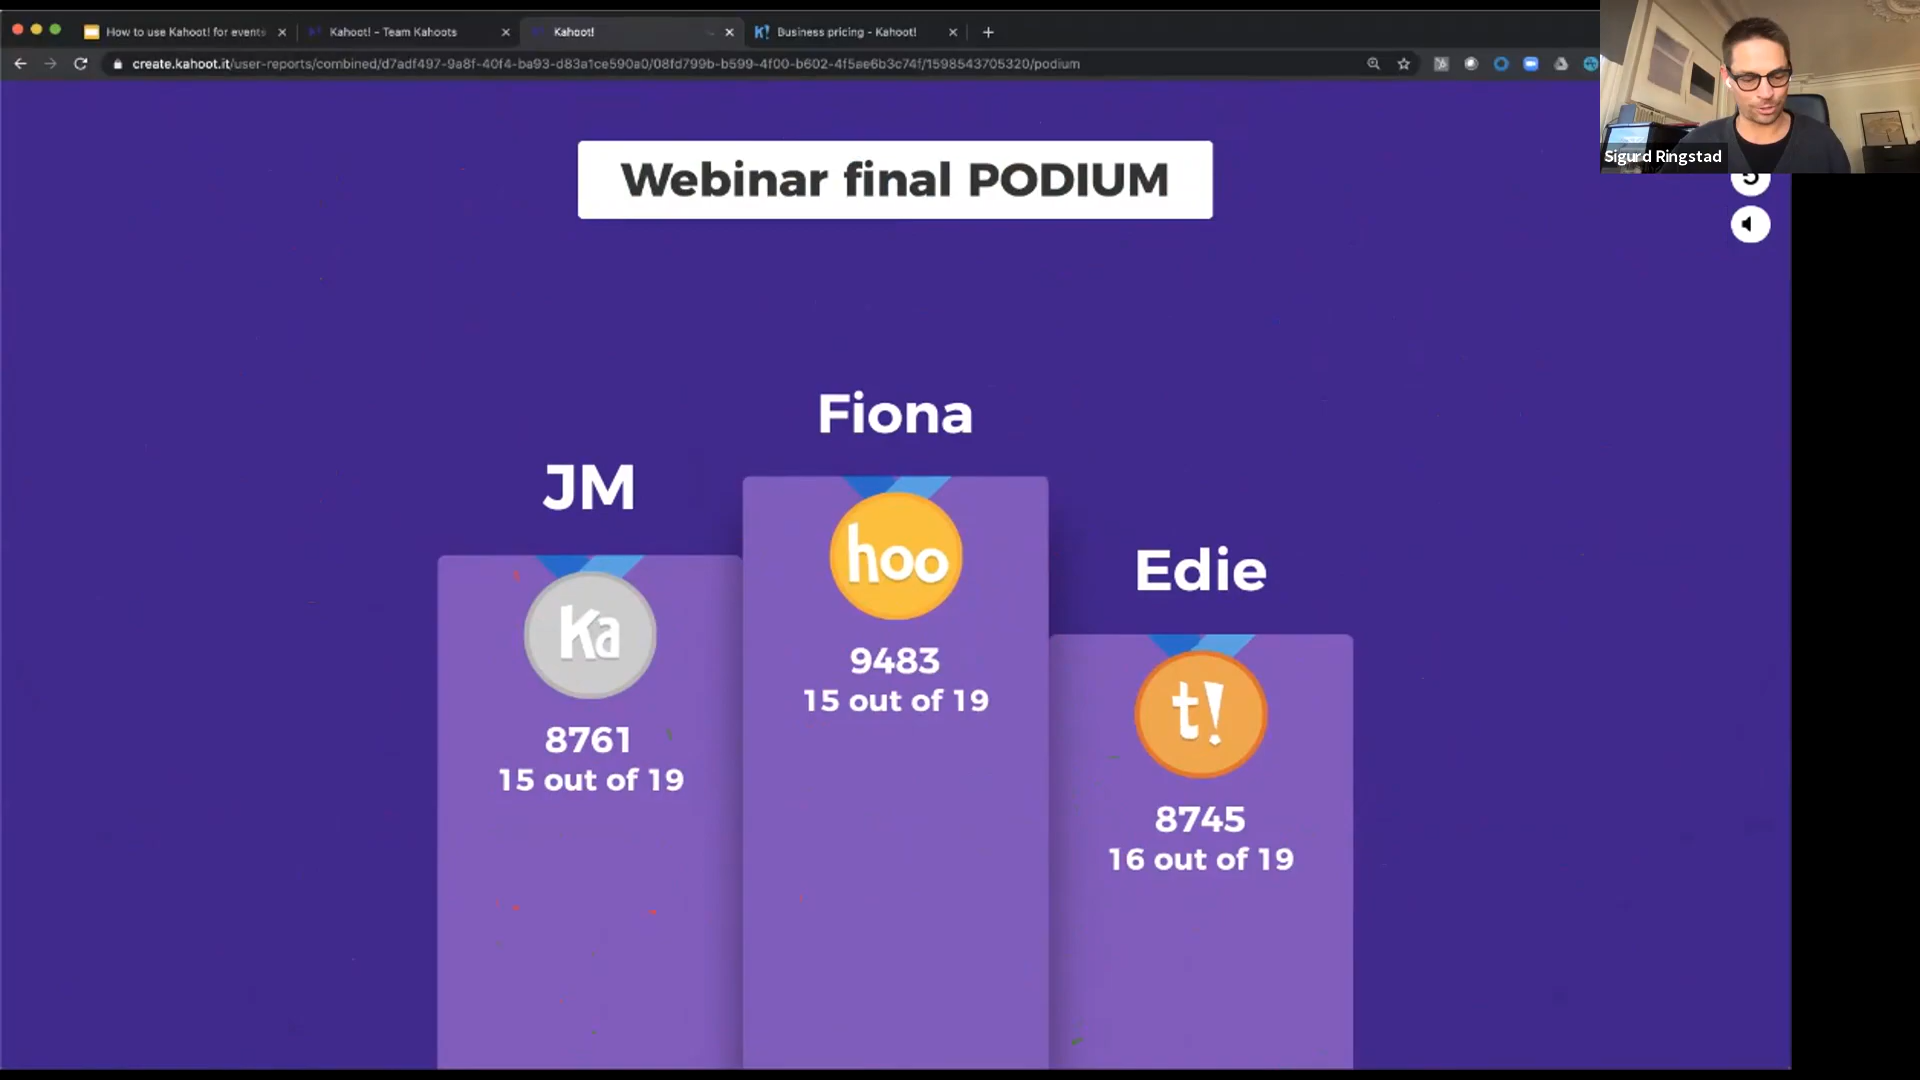 How to use Kahoot! for events
Kahoot! - Team Kahoots
Kahoot!
Business pricing - Kahoot!
create.kahoot.it/user-reports/combined/d7adf497-9a8f-40f4-ba93-d83a1ce590a0/08fd799b-b599-4f00-b602-4f5ae6b3c74f/1598543705320/podium
Sigurd Ringstad
Webinar final PODIUM
Fiona
JM
Edie
hoo
Ka
t!
9483
15 out of 19
8761
15 out of 19
8745
16 out of 19